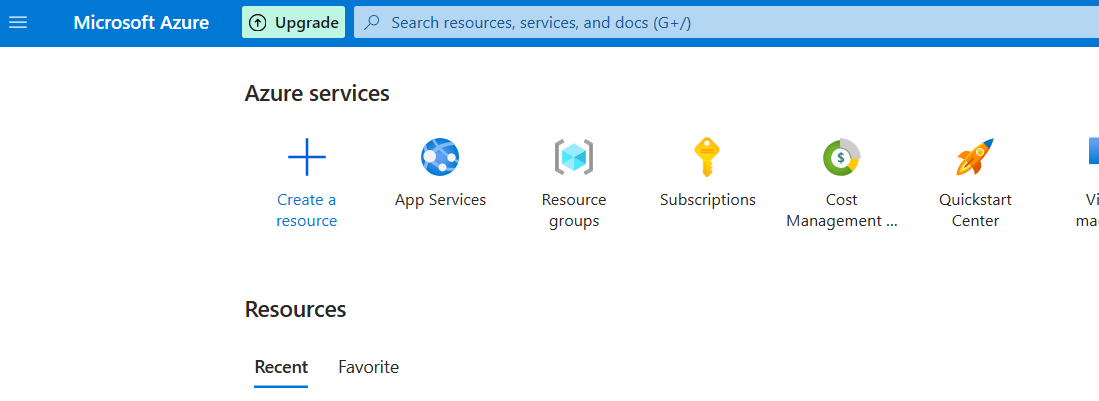 Microsoft Azure
Upgrade
Search resources, services, and docs (G+/)
Azure services
Create a
resource
App Services
Resource
groups
Subscriptions
Cost
Management ...
Quickstart
Center
Resources
Recent
Favorite